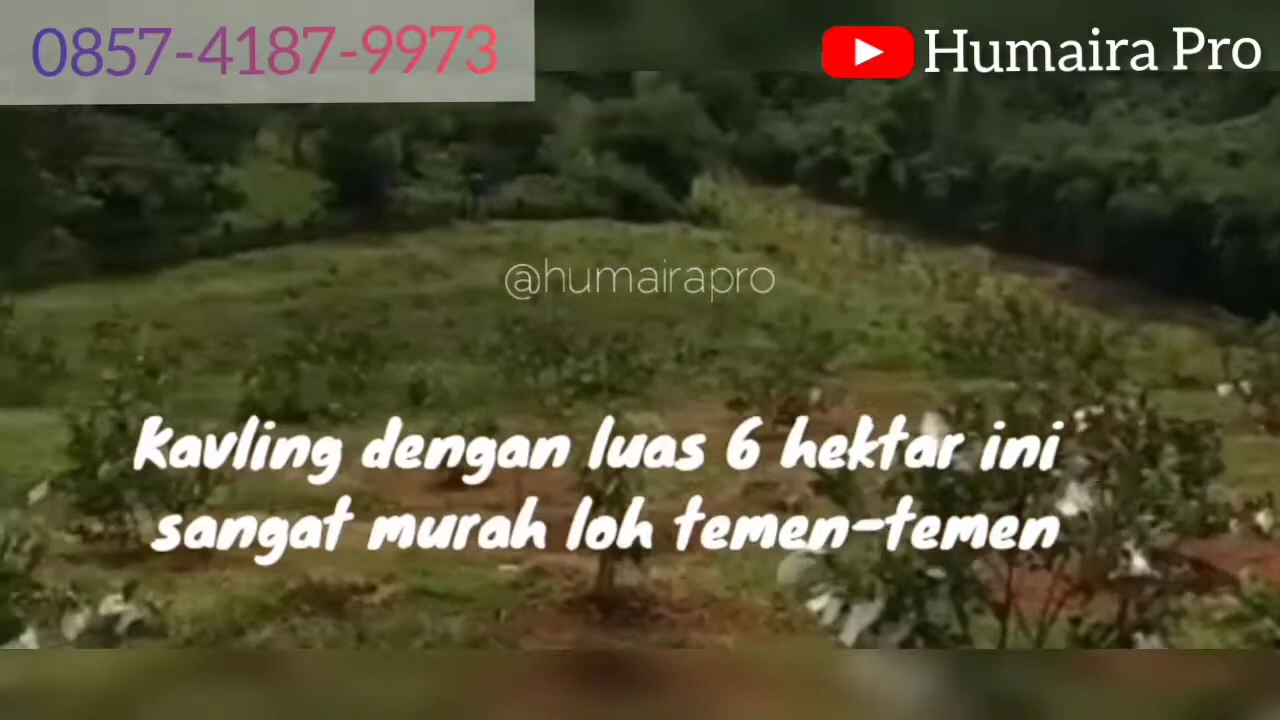 0857-4187-9973
Humaira Pro
@humairapro
Kavling dengan luas 6 hektar ini
sangat murah loh temen-temen